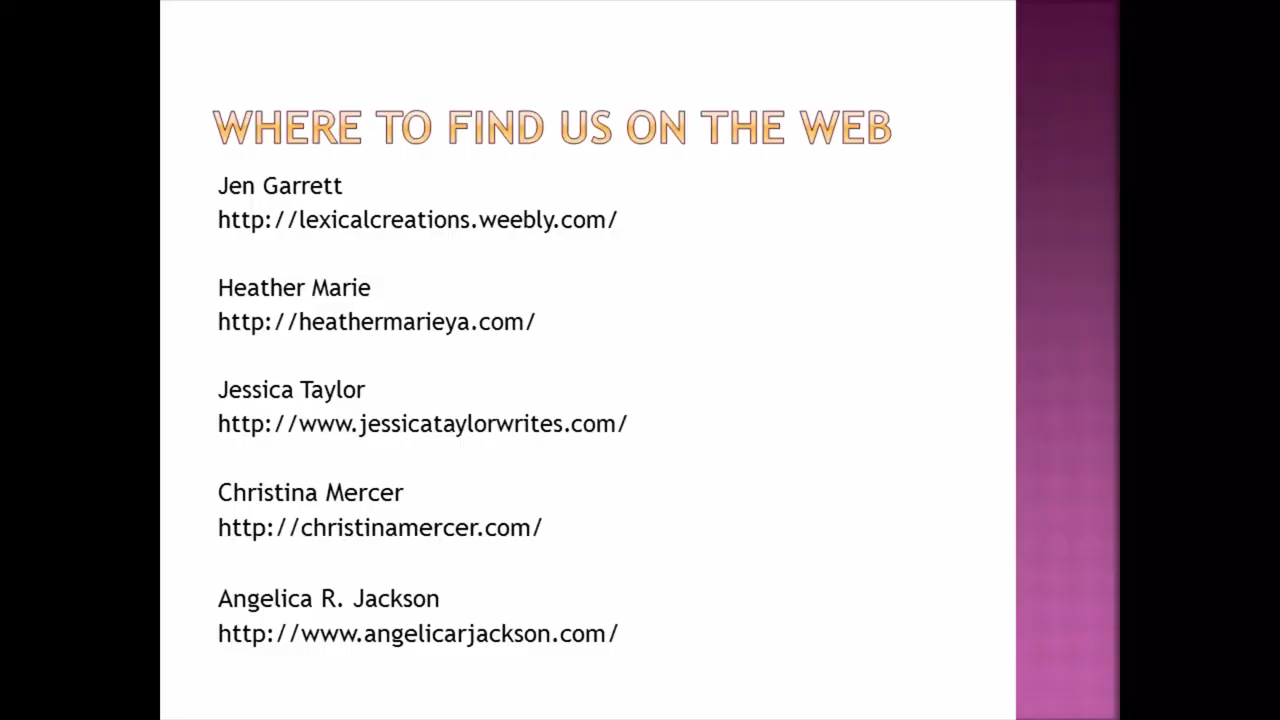 WHERE TO FIND US ON THE WEB
Jen Garrett
http://lexicalcreations.weebly.com/
Heather Marie
http://heathermarieya.com/
Jessica Taylor
http://www.jessicataylorwrites.com/
Christina Mercer
http://christinamercer.com/
Angelica R. Jackson
http://www.angelicarjackson.com/